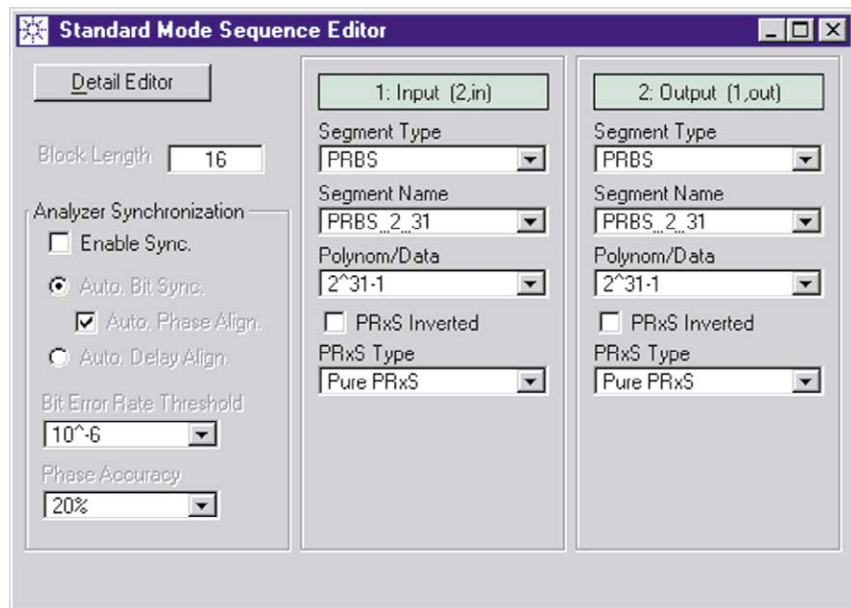 Standard Mode Sequence Editor
Detail Editor
Block Length 16
Analyzer Synchronization
Enable Sync.
Auto. Bit Sync.
Auto. Phase Align.
Auto. Delay Align.
Bit Error Rate Threshold
10^-6
Phase Accuracy
20%
1: Input (2,in)
Segment Type
PRBS
Segment Name
PRBS_2_31
Polynom/Data
2^31-1
PRxS Inverted
PRxS Type
Pure PRxS
2: Output (1,out)
Segment Type
PRBS
Segment Name
PRBS_2_31
Polynom/Data
2^31-1
PRxS Inverted
PRxS Type
Pure PRxS